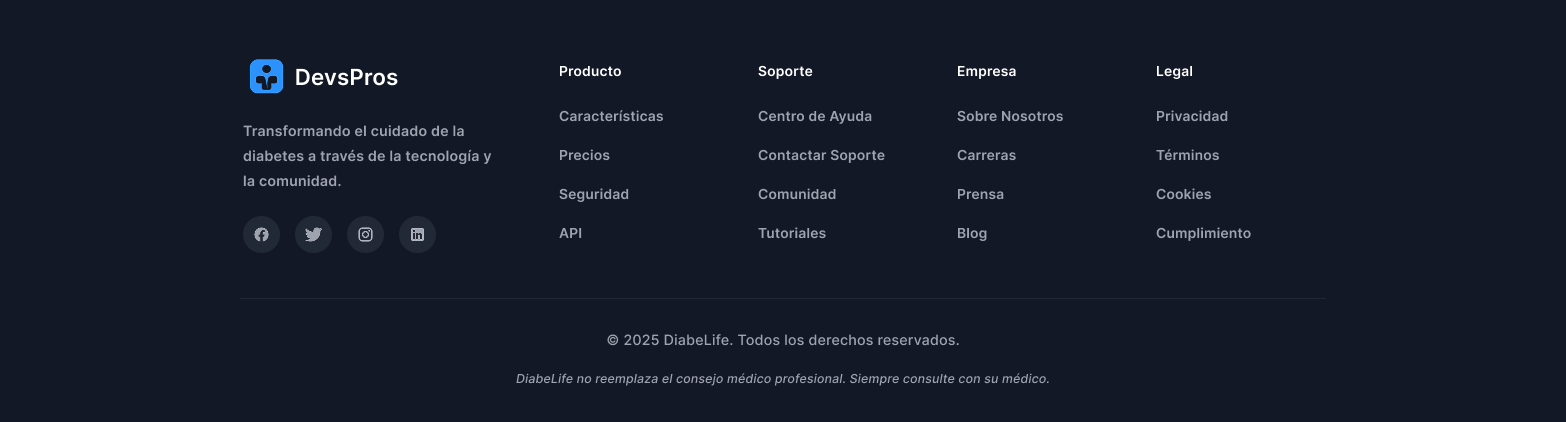 DevsPros
Transformando el cuidado de la
diabetes a través de la tecnología y
la comunidad.
Producto
Características
Precios
Seguridad
API
Soporte
Centro de Ayuda
Contactar Soporte
Comunidad
Tutoriales
Empresa
Sobre Nosotros
Carreras
Prensa
Blog
Legal
Privacidad
Términos
Cookies
Cumplimiento
© 2025 DiabeLife. Todos los derechos reservados.
DiabeLife no reemplaza el consejo médico profesional. Siempre consulte con su médico.